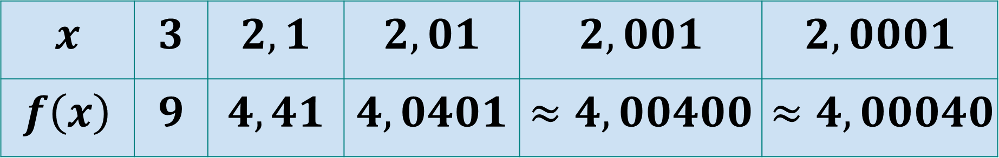 x 3 2,1 2,01 2,001 2,0001
f(x) 9 4,41 4,0401 ≈ 4,00400 ≈ 4,00040